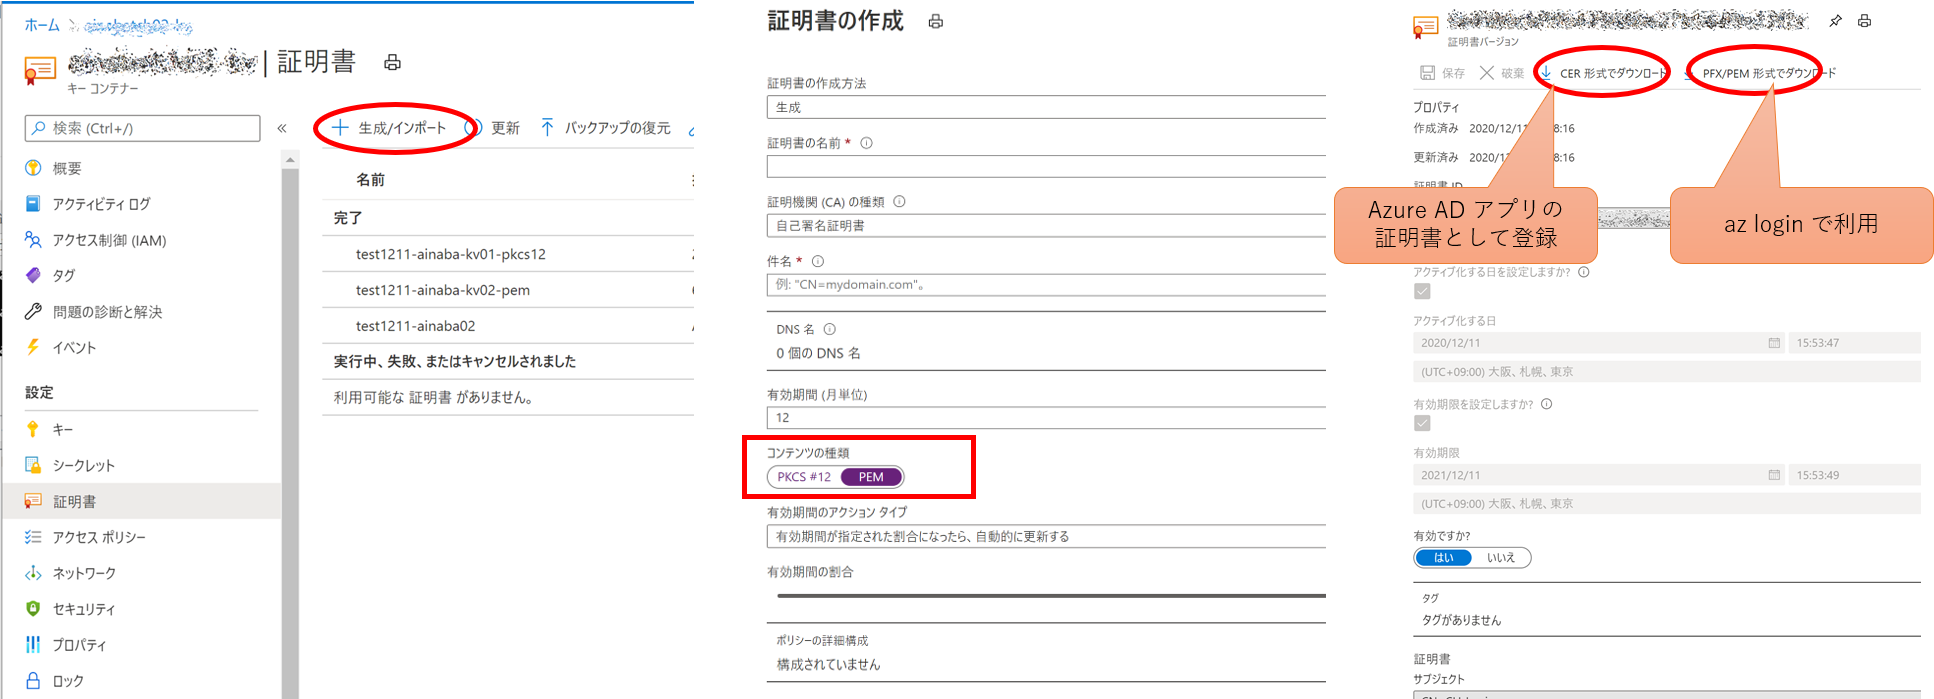 ホーム
| 証明書
キー コンテナー
検索 (Ctrl+/)
«
生成/インポート
更新
バックアップの復元
概要
アクティビティ ログ
アクセス制御 (IAM)
タグ
問題の診断と解決
イベント
設定
キー
シークレット
証明書
アクセス ポリシー
ネットワーク
セキュリティ
プロパティ
ロック
名前
完了
test1211-ainaba-kv01-pkcs12
test1211-ainaba-kv02-pem
test1211-ainaba02
実行中、失敗、またはキャンセルされました
利用可能な 証明書 がありません。
証明書の作成
証明書の作成方法
生成
証明書の名前 *
証明機関 (CA) の種類
自己署名証明書
件名 *
例: "CN=mydomain.com"。
DNS 名
0 個の DNS 名
有効期間 (月単位)
12
コンテンツの種類
PKCS #12 PEM
有効期間のアクション タイプ
有効期間が指定された割合になったら、自動的に更新する
有効期間の割合
ポリシーの詳細構成
構成されていません
証明書バージョン
保存
破棄
CER 形式でダウンロード
PFX/PEM 形式でダウンロード
プロパティ
作成済み 2020/12/11 8:16
更新済み 2020/12 8:16
証明書 ID
Azure AD アプリの
証明書として登録
az login で利用
アクティブ化する日を設定しますか?
アクティブ化する日
2020/12/11 15:53:47
(UTC+09:00) 大阪、札幌、東京
有効期限を設定しますか?
有効期限
2021/12/11 15:53:49
(UTC+09:00) 大阪、札幌、東京
有効ですか?
はい いいえ
タグ
タグがありません
証明書
サブジェクト